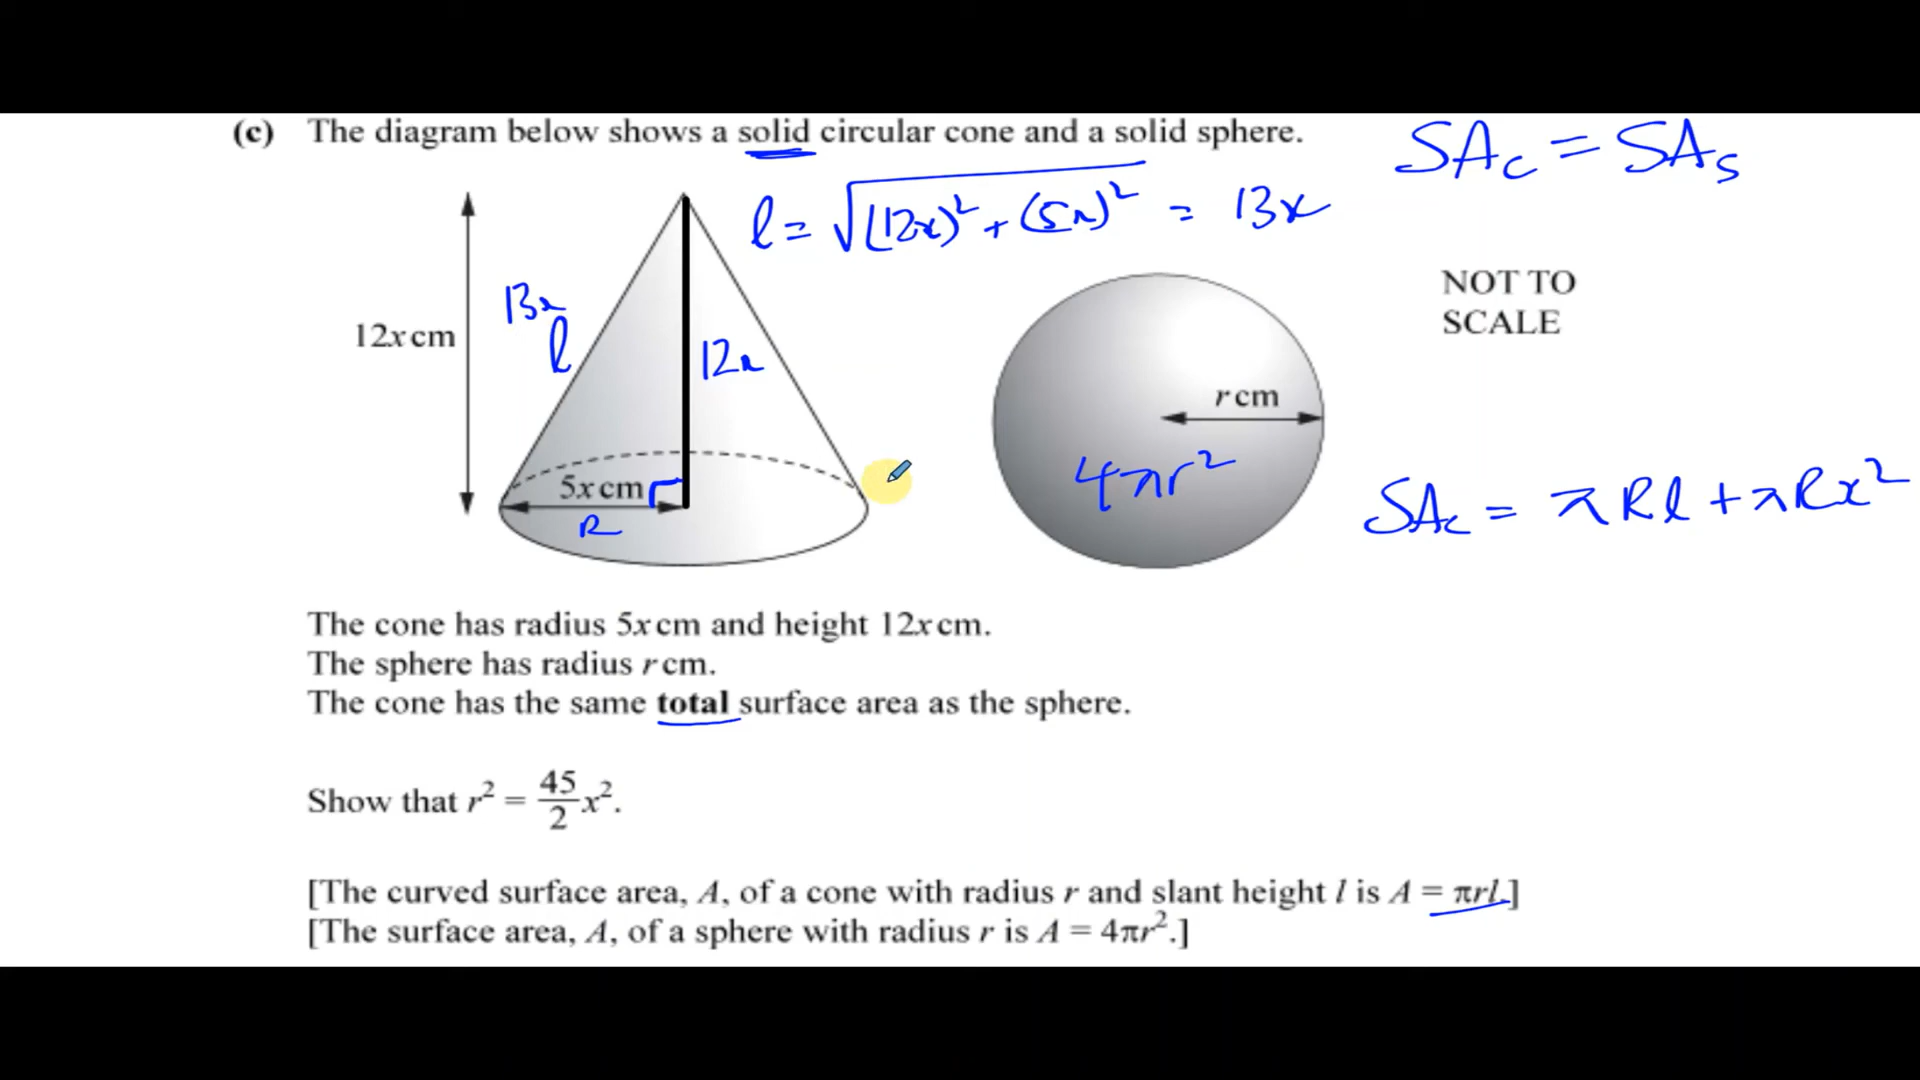 (c) The diagram below shows a solid circular cone and a solid sphere.
SAc = SAs
l = √(12x)² + (5x)² = 13x
NOT TO
SCALE
13x
l
12x cm
12x
r cm
5x cm
R
4πr²
SAc = πRl + πRx²
The cone has radius 5x cm and height 12x cm.
The sphere has radius r cm.
The cone has the same total surface area as the sphere.
Show that r² = 45/2 x².
[The curved surface area, A, of a cone with radius r and slant height l is A = πrl.]
[The surface area, A, of a sphere with radius r is A = 4πr².]